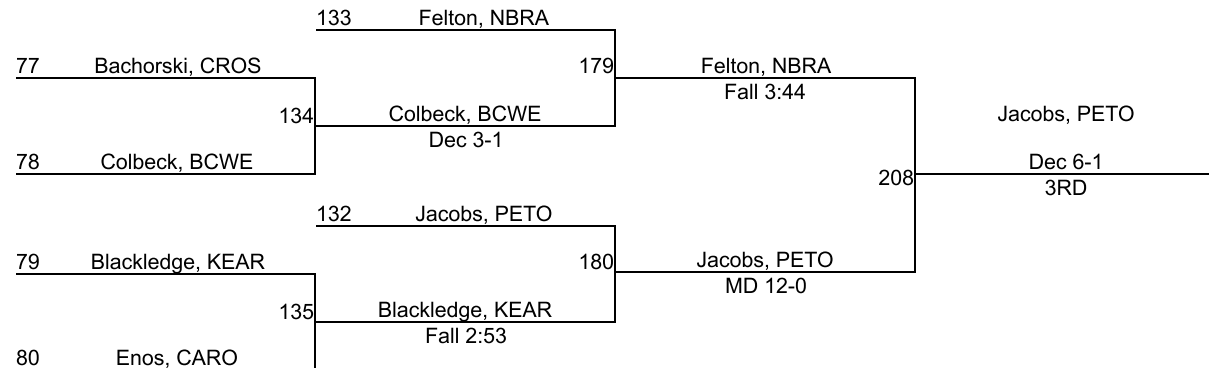 133 Felton, NBRA
77 Bachorski, CROS
179 Felton, NBRA
Fall 3:44
134 Colbeck, BCWE
Dec 3-1
Jacobs, PETO
78 Colbeck, BCWE
Dec 6-1
208
3RD
132 Jacobs, PETO
79 Blackledge, KEAR
180 Jacobs, PETO
MD 12-0
135 Blackledge, KEAR
Fall 2:53
80 Enos, CARO